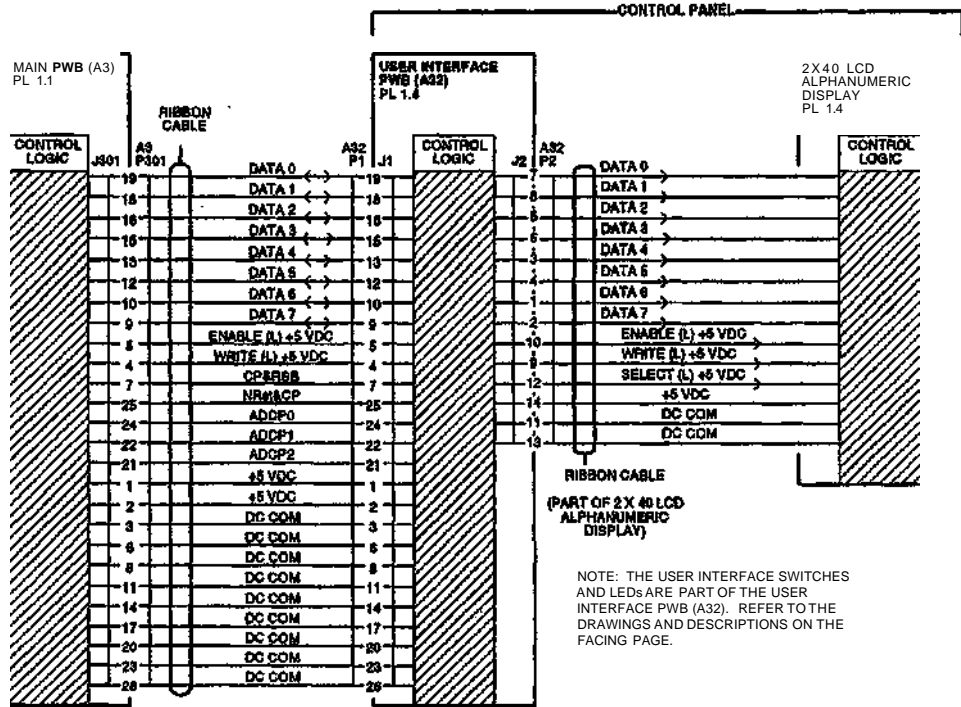 CONTROL PANEL
MAIN PWB (A3)
PL 1.1
USER INTERFACE
PWB (A32)
PL 1.4
2X40 LCD
ALPHANUMERIC
DISPLAY
PL 1.4
RIBBON
CABLE
CONTROL
LOGIC
J301
A3
P301
A32
P1
J1
CONTROL
LOGIC
J2
A32
P2
CONTROL
LOGIC
19 DATA 0 19
18 DATA 1 18
16 DATA 2 16
15 DATA 3 15
13 DATA 4 13
12 DATA 5 12
10 DATA 6 10
9 DATA 7 9
ENABLE (L) +5 VDC 5
4 WRITE (L) +5 VDC 4
7 7
25 25
24 ADCP0 24
22 ADCP1 22
21 ADCP2 21
1 +5 VDC 1
2 +5 VDC 2
3 DC COM 3
6 DC COM 6
8 DC COM 8
11 DC COM 11
14 DC COM 14
17 DC COM 17
20 DC COM 20
23 DC COM 23
26 DC COM 26
7 DATA 0
DATA 1
DATA 2
DATA 3
DATA 4
4 DATA 5
1 DATA 6
2 DATA 7
10 ENABLE (L) +5 VDC
9 WRITE (L) +5 VDC
12 SELECT (L) +5 VDC
14 +5 VDC
11 DC COM
13 DC COM
RIBBON CABLE
(PART OF 2 X 40 LCD
ALPHANUMERIC
DISPLAY)
NOTE: THE USER INTERFACE SWITCHES
AND LEDs ARE PART OF THE USER
INTERFACE PWB (A32). REFER TO THE
DRAWINGS AND DESCRIPTIONS ON THE
FACING PAGE.